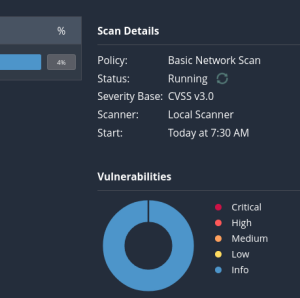 %
4%
Scan Details
Policy: Basic Network Scan
Status: Running
Severity Base: CVSS v3.0
Scanner: Local Scanner
Start: Today at 7:30 AM
Vulnerabilities
Critical
High
Medium
Low
Info